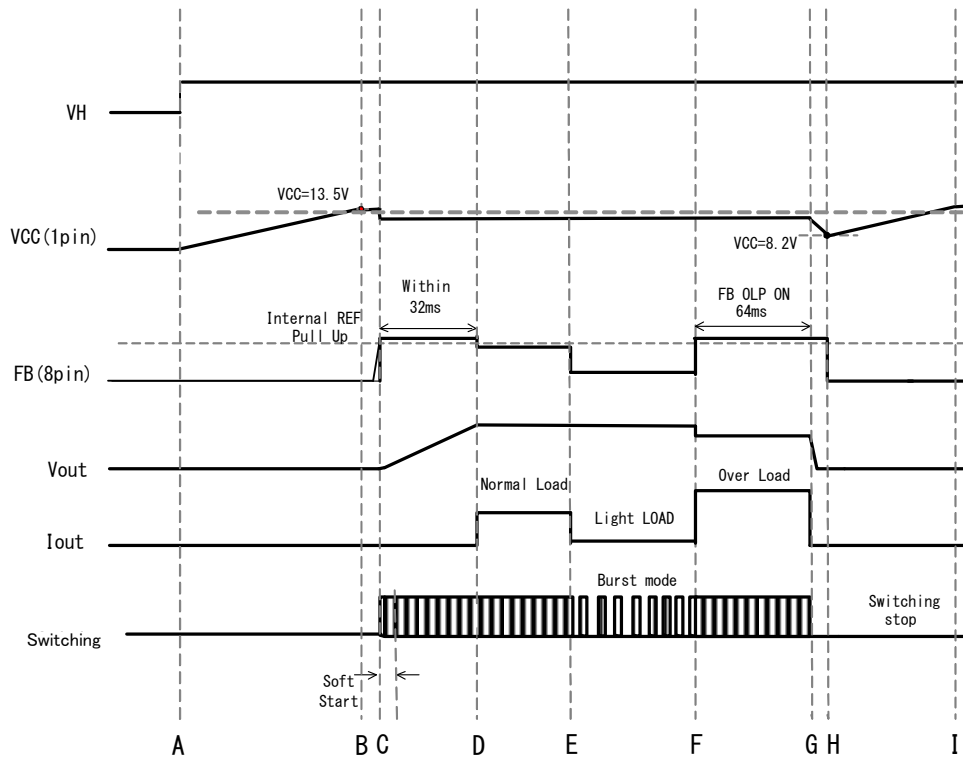 VH
VCC=13.5V
VCC(1pin)
VCC=8.2V
Within
32ms
FB OLP ON
64ms
Internal REF
Pull Up
FB(8pin)
Vout
Normal Load
Over Load
Light LOAD
Iout
Burst mode
Switching
stop
Switching
Soft
Start
A B C D E F G H I